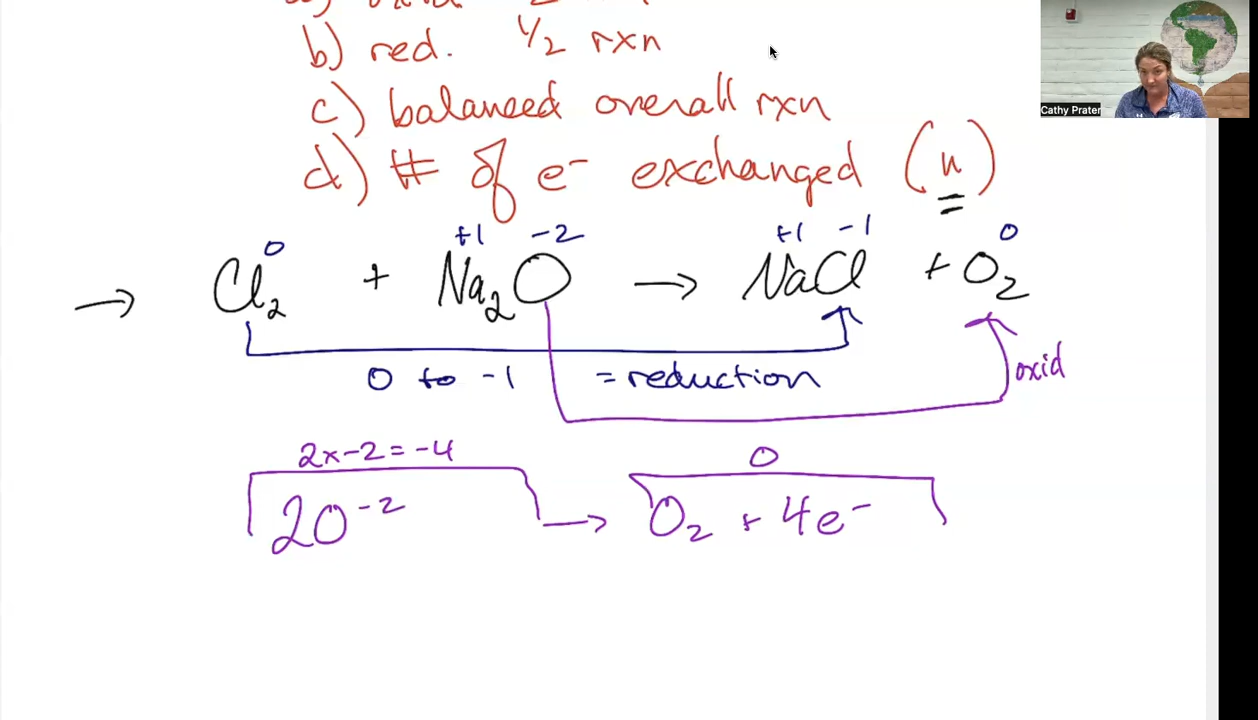 b) red. 1/2 rxn
Cathy Prater
c) balanced overall rxn
d) # of e⁻ exchanged (n)
0 +1 -2 +1 -1 0
Cl₂ + Na₂O → NaCl + O₂
0 to -1 = reduction
oxid
2x-2=-4 0
2O⁻² → O₂ + 4e⁻